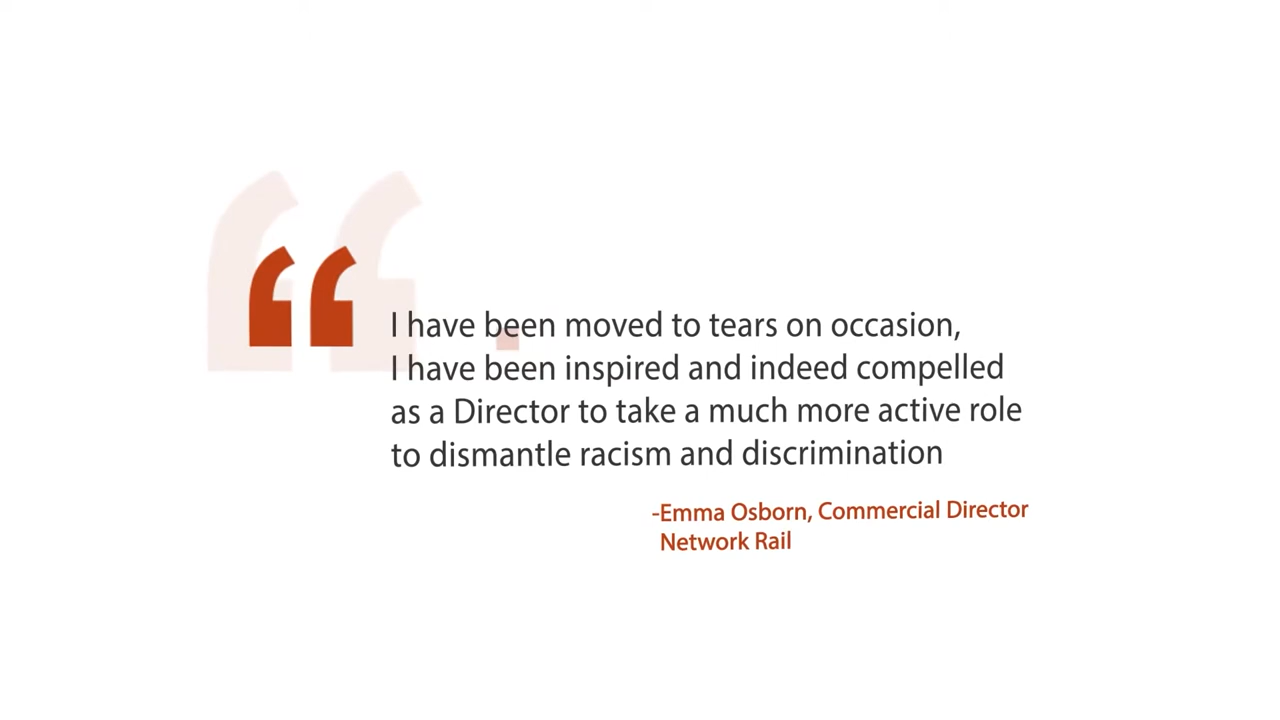 “
I have been moved to tears on occasion,
I have been inspired and indeed compelled
as a Director to take a much more active role
to dismantle racism and discrimination
-Emma Osborn, Commercial Director
Network Rail